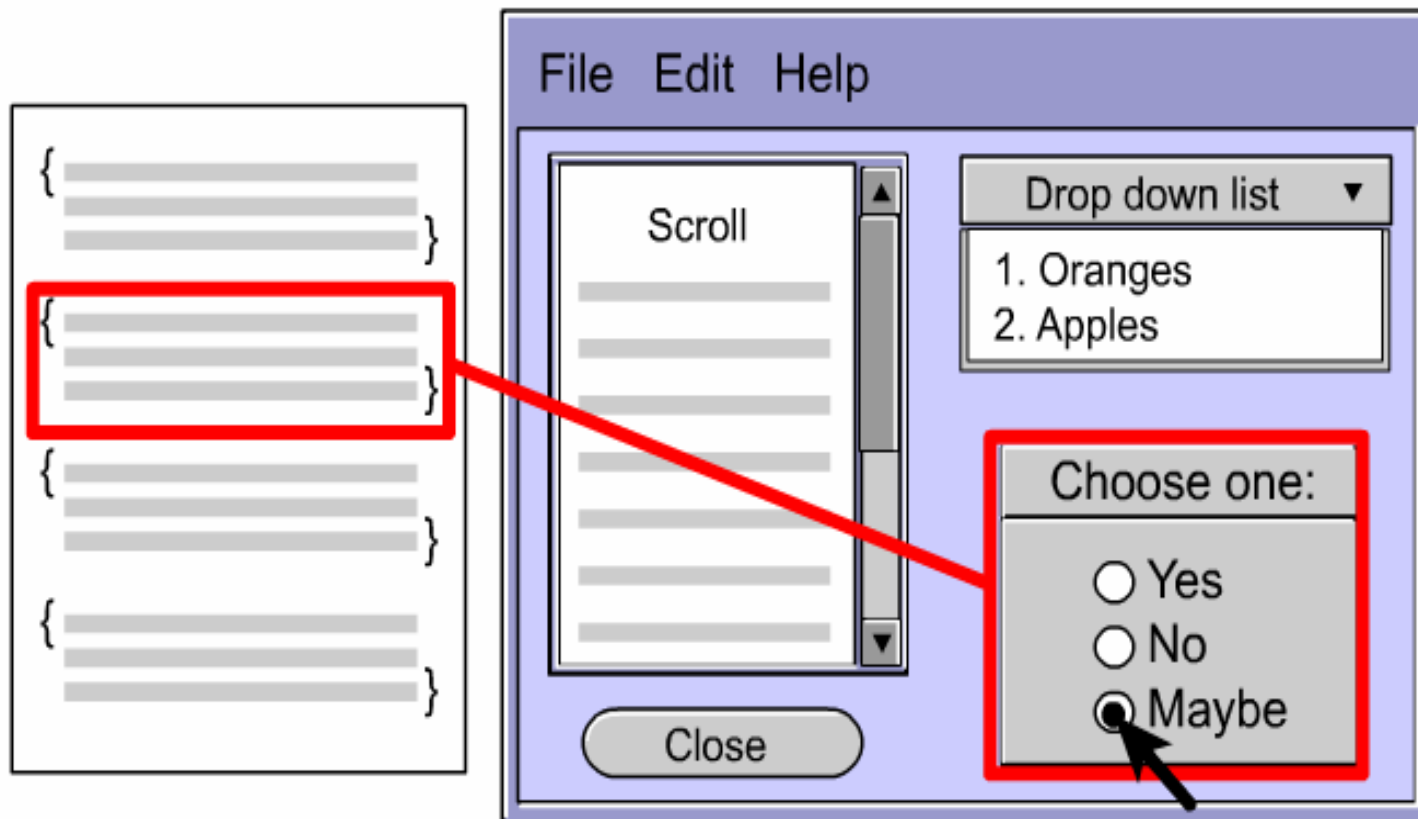 File Edit Help
{
}
{
}
{
}
{
}
Scroll
Drop down list
1. Oranges
2. Apples
Choose one:
Yes
No
Maybe
Close